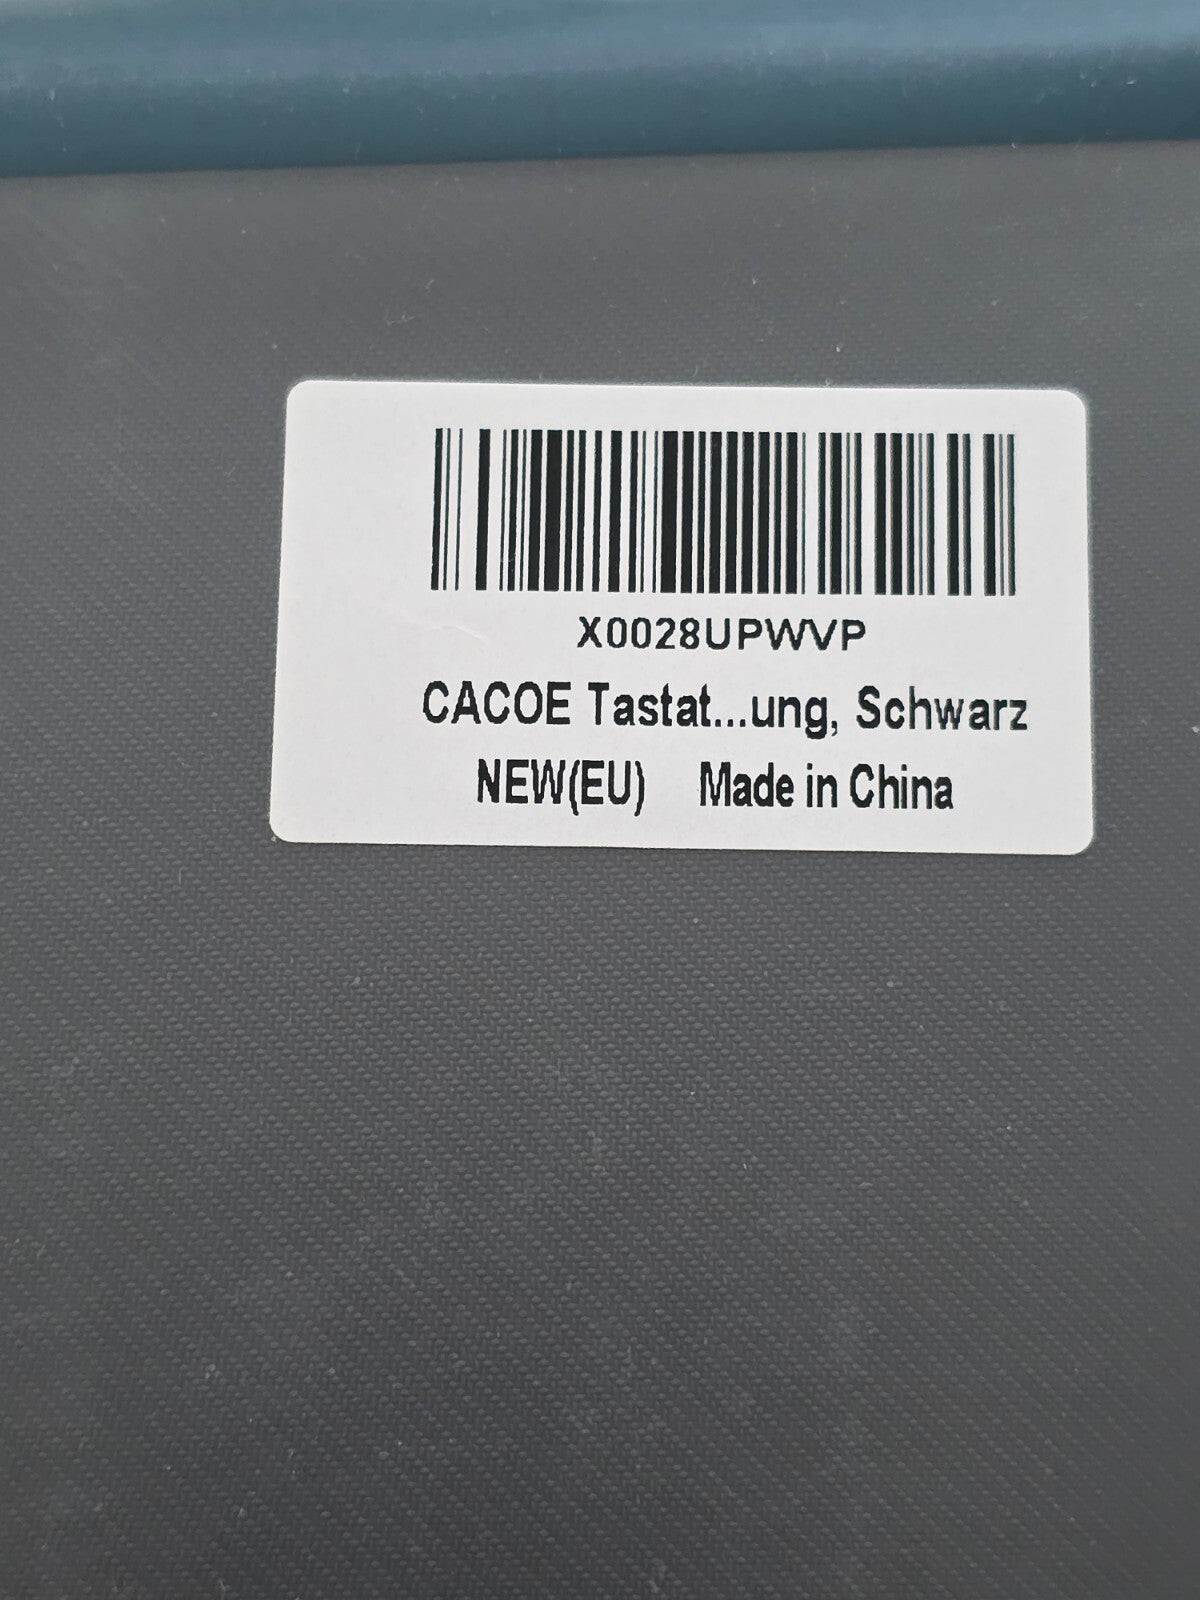 X0028UPWVP
CACOE Tastat...ung, Schwarz
NEW(EU) Made in China